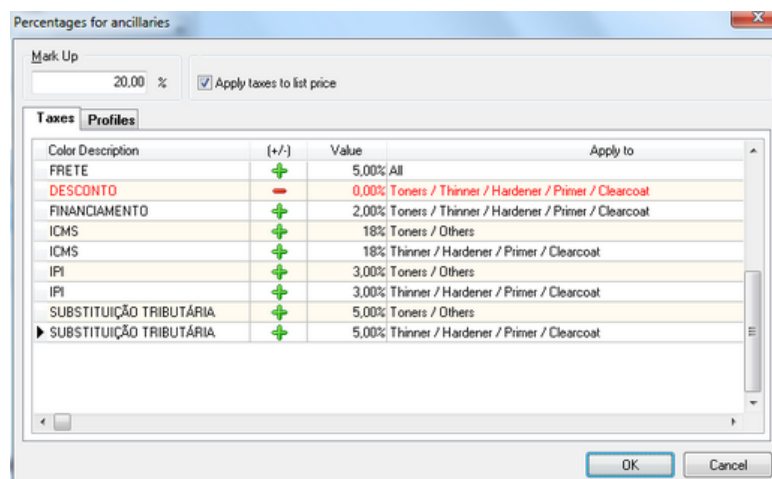 Percentages for ancillaries
Mark Up
20,00 %
Apply taxes to list price
Taxes Profiles
Color Description (+/-) Value Apply to
FRETE 5,00% All
DESCONTO 0,00% Toners / Thinner / Hardener / Primer / Clearcoat
FINANCIAMENTO 2,00% Toners / Thinner / Hardener / Primer / Clearcoat
ICMS 18% Toners / Others
ICMS 18% Thinner / Hardener / Primer / Clearcoat
IPI 3,00% Toners / Others
IPI 3,00% Thinner / Hardener / Primer / Clearcoat
SUBSTITUIÇÃO TRIBUTÁRIA 5,00% Toners / Others
SUBSTITUIÇÃO TRIBUTÁRIA 5,00% Thinner / Hardener / Primer / Clearcoat
OK Cancel